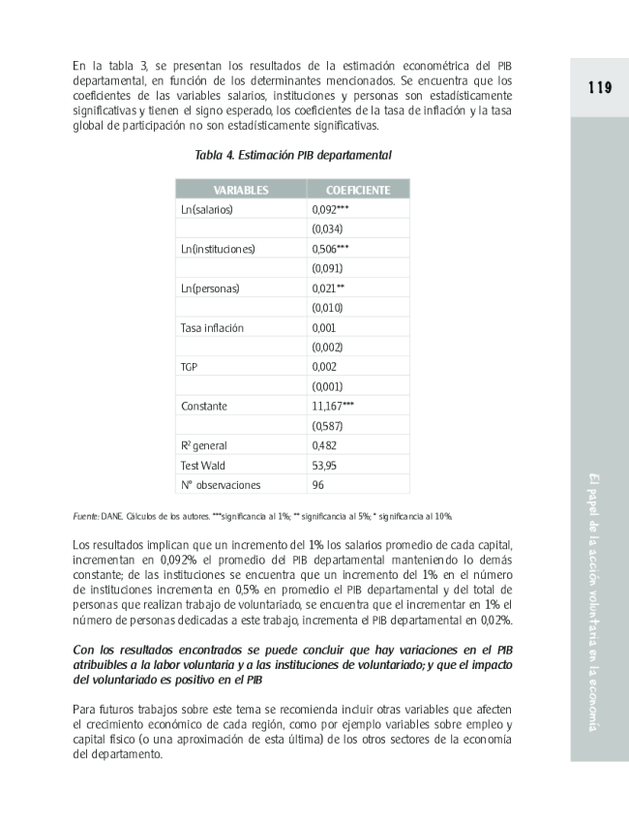 En la tabla 3, se presentan los resultados de la estimación econométrica del PIB
departamental, en función de los determinantes mencionados. Se encuentra que los
coeficientes de las variables salarios, instituciones y personas son estadísticamente
significativas y tienen el signo esperado, los coeficientes de la tasa de inflación y la tasa
global de participación no son estadísticamente significativas.
119
Tabla 4. Estimación PIB departamental
VARIABLES COEFICIENTE
Ln(salarios) 0,092***
(0,034)
Ln(instituciones) 0,506***
(0,091)
Ln(personas) 0,021**
(0,010)
Tasa inflación 0,001
(0,002)
TGP 0,002
(0,001)
Constante 11,167***
(0,587)
R² general 0,482
Test Wald 53,95
N° observaciones 96
Fuente: DANE. Cálculos de los autores. ***significancia al 1%; ** significancia al 5%; * significancia al 10%.
Los resultados implican que un incremento del 1% los salarios promedio de cada capital,
incrementan en 0,092% el promedio del PIB departamental manteniendo lo demás
constante; de las instituciones se encuentra que un incremento del 1% en el número
de instituciones incrementa en 0,5% en promedio el PIB departamental y del total de
personas que realizan trabajo de voluntariado, se encuentra que el incrementar en 1% el
número de personas dedicadas a este trabajo, incrementa el PIB departamental en 0,02%.
Con los resultados encontrados se puede concluir que hay variaciones en el PIB
atribuibles a la labor voluntaria y a las instituciones de voluntariado; y que el impacto
del voluntariado es positivo en el PIB
Para futuros trabajos sobre este tema se recomienda incluir otras variables que afecten
el crecimiento económico de cada región, como por ejemplo variables sobre empleo y
capital físico (o una aproximación de esta última) de los otros sectores de la economía
del departamento.
El papel de la acción voluntaria en la economía